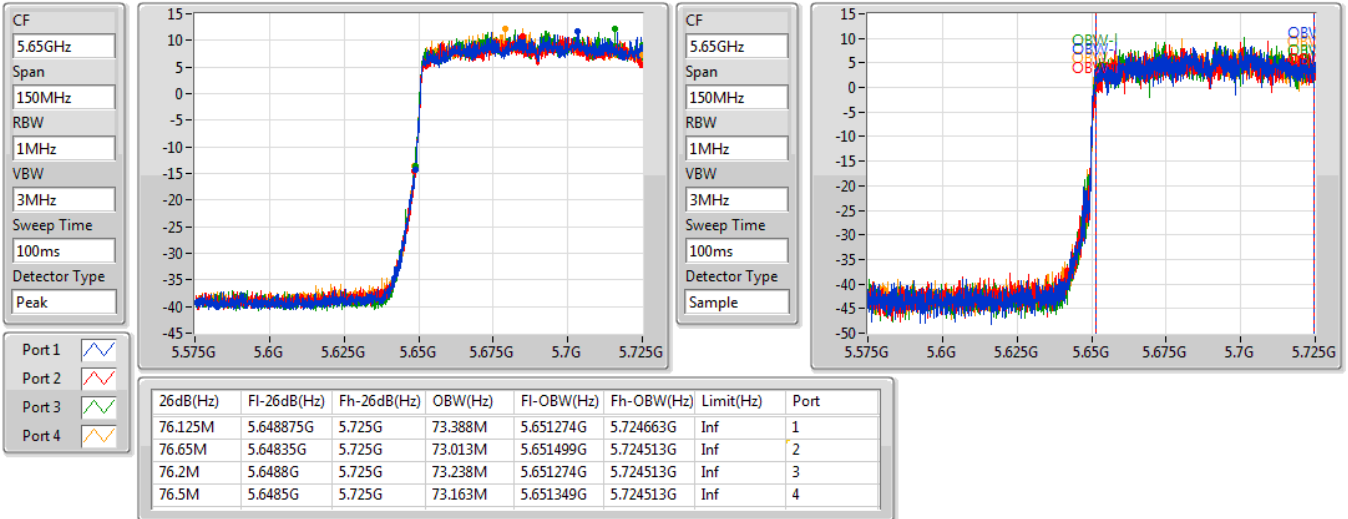 CF
5.65GHz
Span
150MHz
RBW
1MHz
VBW
3MHz
Sweep Time
100ms
Detector Type
Peak
15
10
5
0
-5
-10
-15
-20
-25
-30
-35
-40
-45
5.575G 5.6G 5.625G 5.65G 5.675G 5.7G 5.725G
CF
5.65GHz
Span
150MHz
RBW
1MHz
VBW
3MHz
Sweep Time
100ms
Detector Type
Sample
15
10
5
0
-5
-10
-15
-20
-25
-30
-35
-40
-45
-50
5.575G 5.6G 5.625G 5.65G 5.675G 5.7G 5.725G
Port 1
Port 2
Port 3
Port 4
26dB(Hz) Fl-26dB(Hz) Fh-26dB(Hz) OBW(Hz) Fl-OBW(Hz) Fh-OBW(Hz) Limit(Hz) Port
76.125M 5.648875G 5.725G 73.388M 5.651274G 5.724663G Inf 1
76.65M 5.64835G 5.725G 73.013M 5.651499G 5.724513G Inf 2
76.2M 5.6488G 5.725G 73.238M 5.651274G 5.724513G Inf 3
76.5M 5.6485G 5.725G 73.163M 5.651349G 5.724513G Inf 4